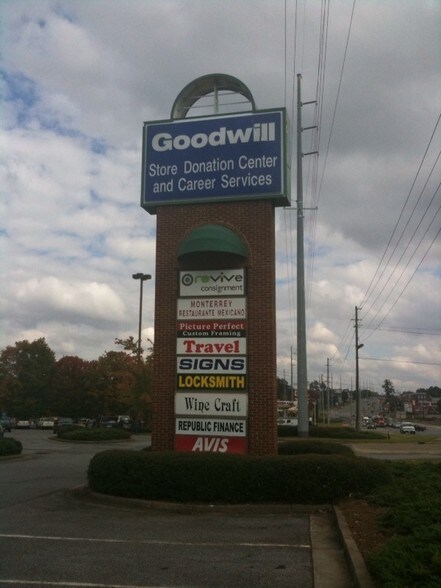 Goodwill
Store Donation Center
and Career Services
revive
consignment
MONTERREY
RESTAURANTE MEXICANO
Picture Perfect
Custom Framing
Travel
SIGNS
LOCKSMITH
Wine Craft
REPUBLIC FINANCE
AVIS